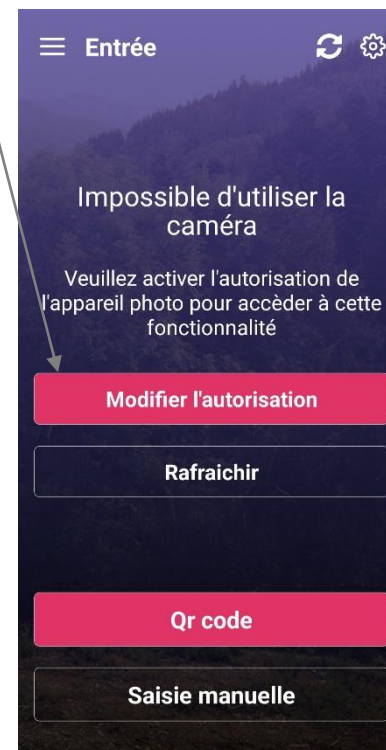 Entrée
Impossible d'utiliser la
caméra
Veuillez activer l'autorisation de
l'appareil photo pour accèder à cette
fonctionnalité
Modifier l'autorisation
Rafraichir
Qr code
Saisie manuelle